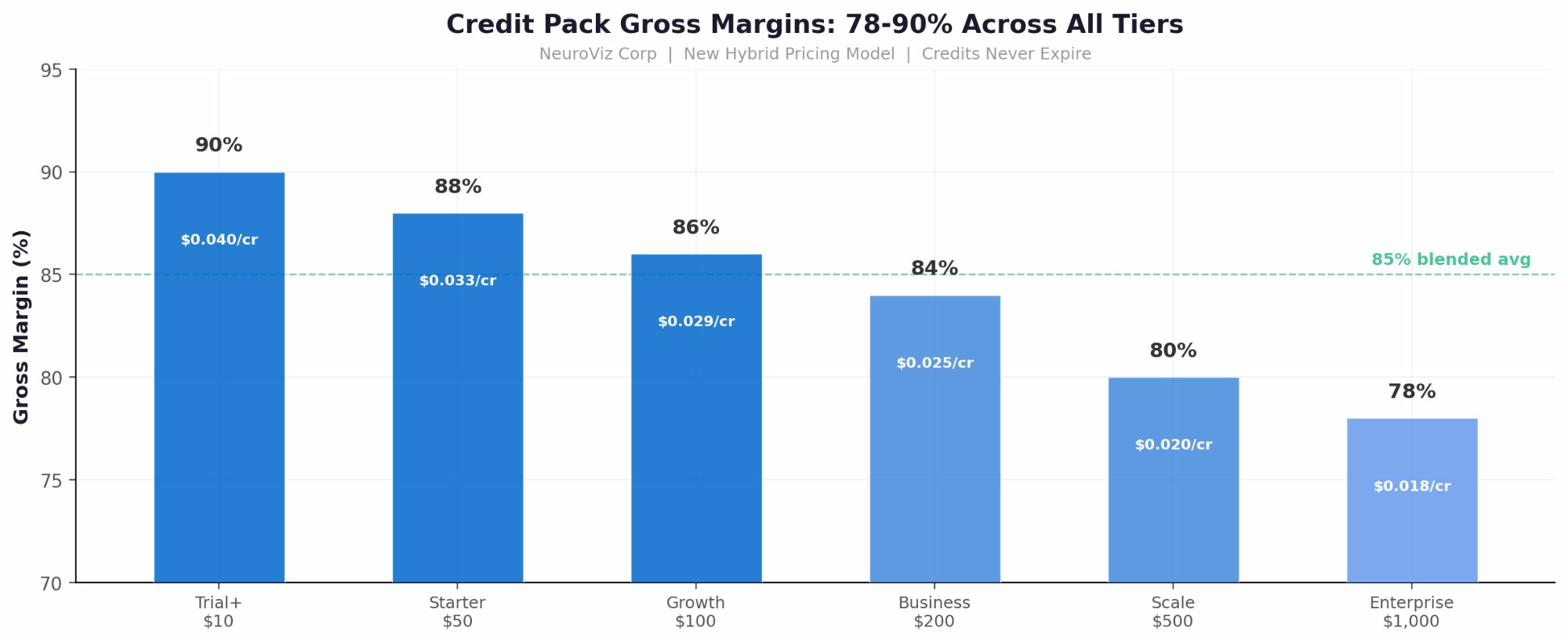 Credit Pack Gross Margins: 78-90% Across All Tiers
NeuroViz Corp | New Hybrid Pricing Model | Credits Never Expire
Gross Margin (%)
95
90
85
80
75
70
90%
$0.040/cr
88%
$0.033/cr
86%
$0.029/cr
84%
$0.025/cr
80%
$0.020/cr
78%
$0.018/cr
85% blended avg
Trial+
$10
Starter
$50
Growth
$100
Business
$200
Scale
$500
Enterprise
$1,000